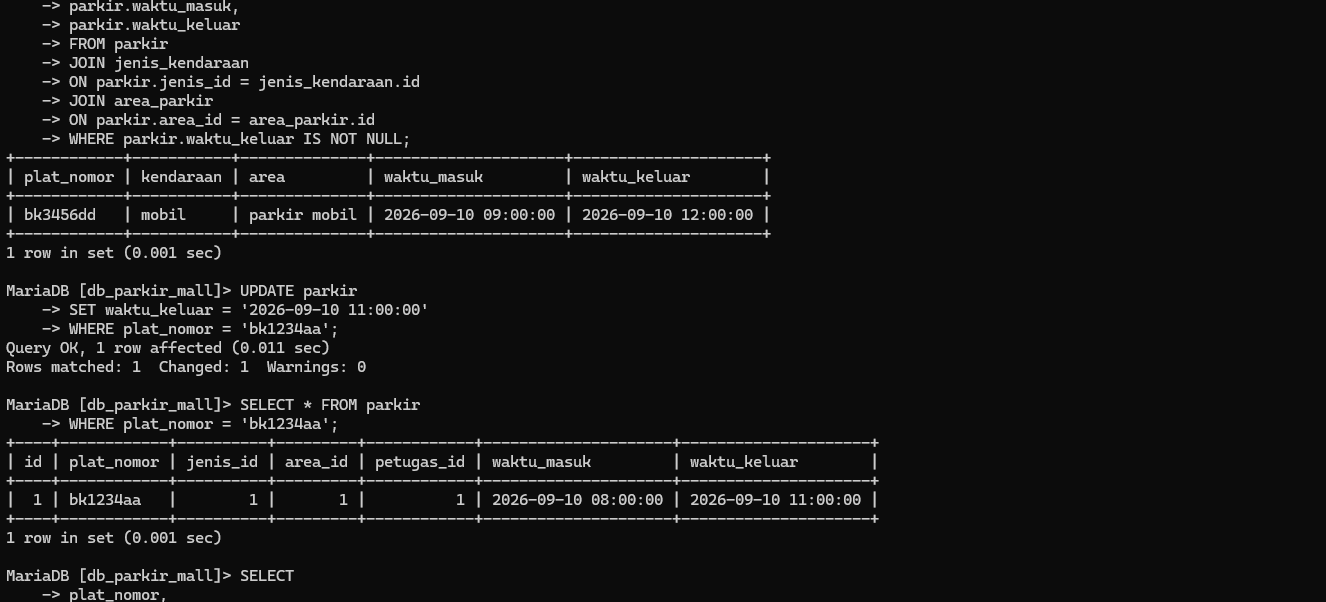 -> parkir.waktu_masuk,
    -> parkir.waktu_keluar
    -> FROM parkir
    -> JOIN jenis_kendaraan
    -> ON parkir.jenis_id = jenis_kendaraan.id
    -> JOIN area_parkir
    -> ON parkir.area_id = area_parkir.id
    -> WHERE parkir.waktu_keluar IS NOT NULL;
+------------+-----------+--------------+---------------------+---------------------+
| plat_nomor | kendaraan | area         | waktu_masuk         | waktu_keluar        |
+------------+-----------+--------------+---------------------+---------------------+
| bk3456dd   | mobil     | parkir mobil | 2026-09-10 09:00:00 | 2026-09-10 12:00:00 |
+------------+-----------+--------------+---------------------+---------------------+
1 row in set (0.001 sec)

MariaDB [db_parkir_mall]> UPDATE parkir
    -> SET waktu_keluar = '2026-09-10 11:00:00'
    -> WHERE plat_nomor = 'bk1234aa';
Query OK, 1 row affected (0.011 sec)
Rows matched: 1  Changed: 1  Warnings: 0

MariaDB [db_parkir_mall]> SELECT * FROM parkir
    -> WHERE plat_nomor = 'bk1234aa';
+----+------------+----------+---------+------------+---------------------+---------------------+
| id | plat_nomor | jenis_id | area_id | petugas_id | waktu_masuk         | waktu_keluar        |
+----+------------+----------+---------+------------+---------------------+---------------------+
|  1 | bk1234aa   |        1 |       1 |          1 | 2026-09-10 08:00:00 | 2026-09-10 11:00:00 |
+----+------------+----------+---------+------------+---------------------+---------------------+
1 row in set (0.001 sec)

MariaDB [db_parkir_mall]> SELECT
    -> plat_nomor,